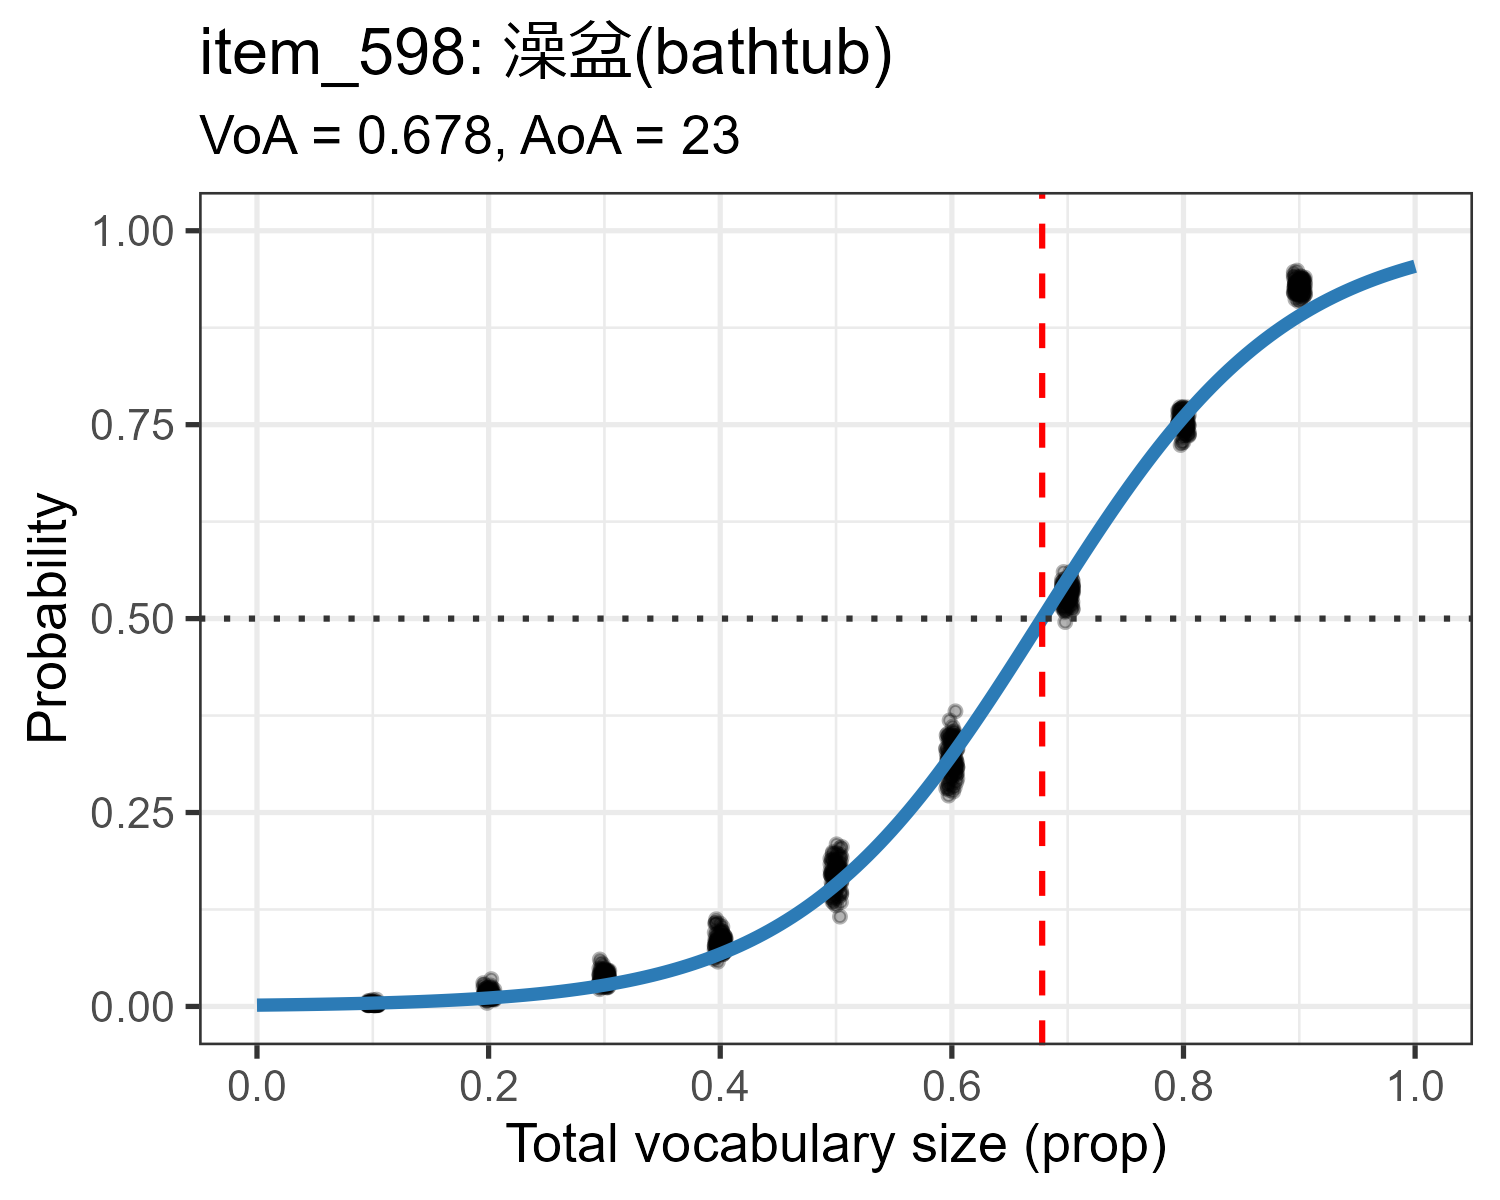 item_598: 澡盆(bathtub)
VoA = 0.678, AoA = 23
Probability
1.00
0.75
0.50
0.25
0.00
0.0 0.2 0.4 0.6 0.8 1.0
Total vocabulary size (prop)